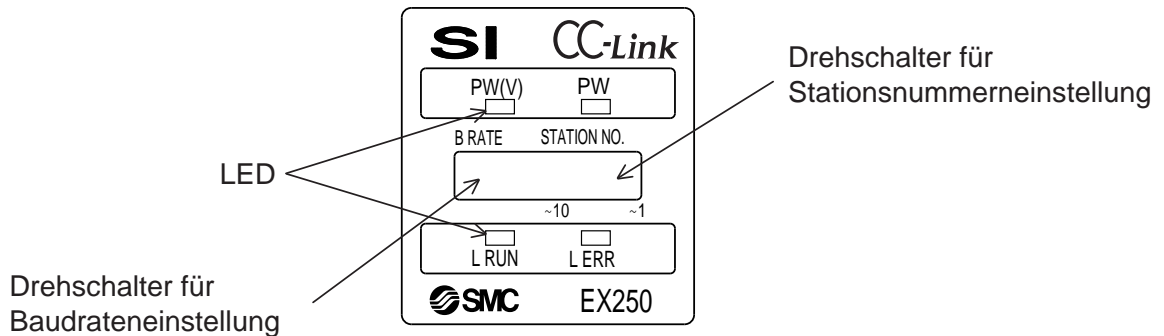 SI CC-Link
Drehschalter für
Stationsnummerneinstellung
PW(V) PW
B RATE STATION NO.
LED
~10 ~1
L RUN L ERR
Drehschalter für
Baudrateneinstellung
SMC EX250